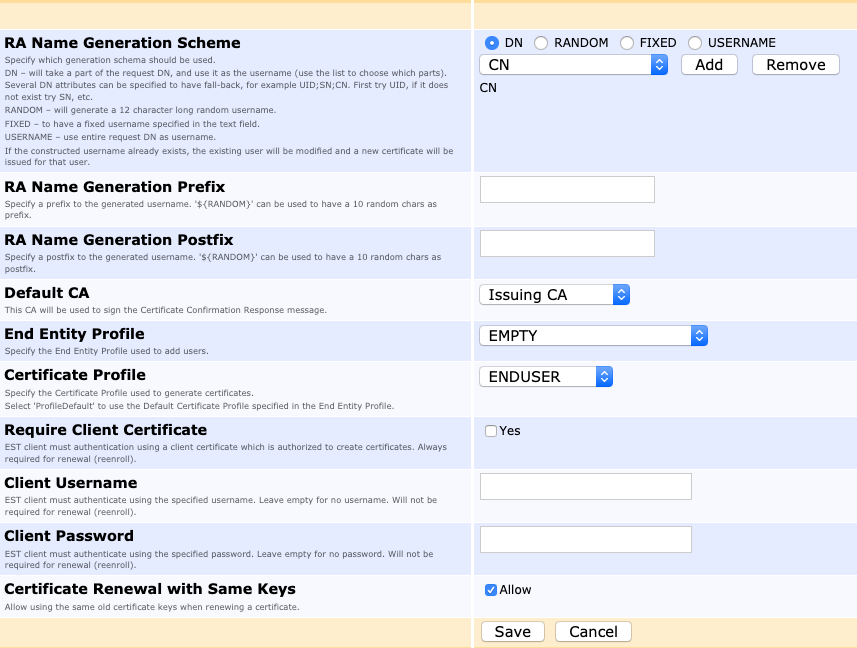 RA Name Generation Scheme
Specify which generation schema should be used.
DN – will take a part of the request DN, and use it as the username (use the list to choose which parts).
Several DN attributes can be specified to have fall-back, for example UID;SN;CN. First try UID, if it does
not exist try SN, etc.
RANDOM – will generate a 12 character long random username.
FIXED – to have a fixed username specified in the text field.
USERNAME – use entire request DN as username.
If the constructed username already exists, the existing user will be modified and a new certificate will be
issued for that user.
DN RANDOM FIXED USERNAME
CN Add Remove
CN
RA Name Generation Prefix
Specify a prefix to the generated username. '${RANDOM}' can be used to have a 10 random chars as
prefix.
RA Name Generation Postfix
Specify a postfix to the generated username. '${RANDOM}' can be used to have a 10 random chars as
postfix.
Default CA
This CA will be used to sign the Certificate Confirmation Response message.
Issuing CA
End Entity Profile
Specify the End Entity Profile used to add users.
EMPTY
Certificate Profile
Specify the Certificate Profile used to generate certificates.
Select 'ProfileDefault' to use the Default Certificate Profile specified in the End Entity Profile.
ENDUSER
Require Client Certificate
EST client must authentication using a client certificate which is authorized to create certificates. Always
required for renewal (reenroll).
Yes
Client Username
EST client must authenticate using the specified username. Leave empty for no username. Will not be
required for renewal (reenroll).
Client Password
EST client must authenticate using the specified password. Leave empty for no password. Will not be
required for renewal (reenroll).
Certificate Renewal with Same Keys
Allow using the same old certificate keys when renewing a certificate.
Allow
Save Cancel